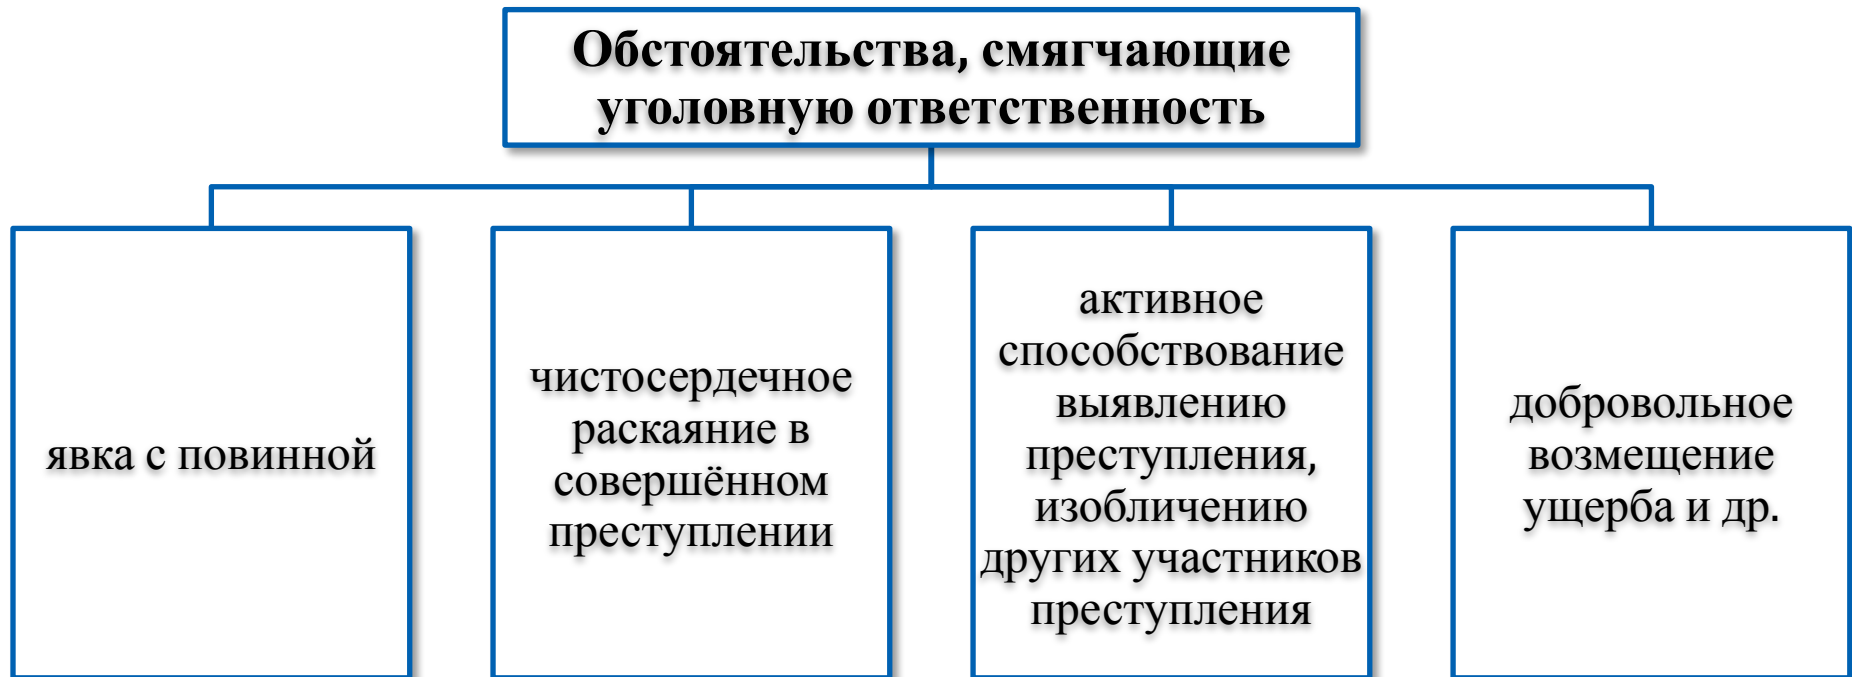 Обстоятельства, смягчающие
уголовную ответственность
явка с повинной
чистосердечное
раскаяние в
совершённом
преступлении
активное
способствование
выявлению
преступления,
изобличению
других участников
преступления
добровольное
возмещение
ущерба и др.